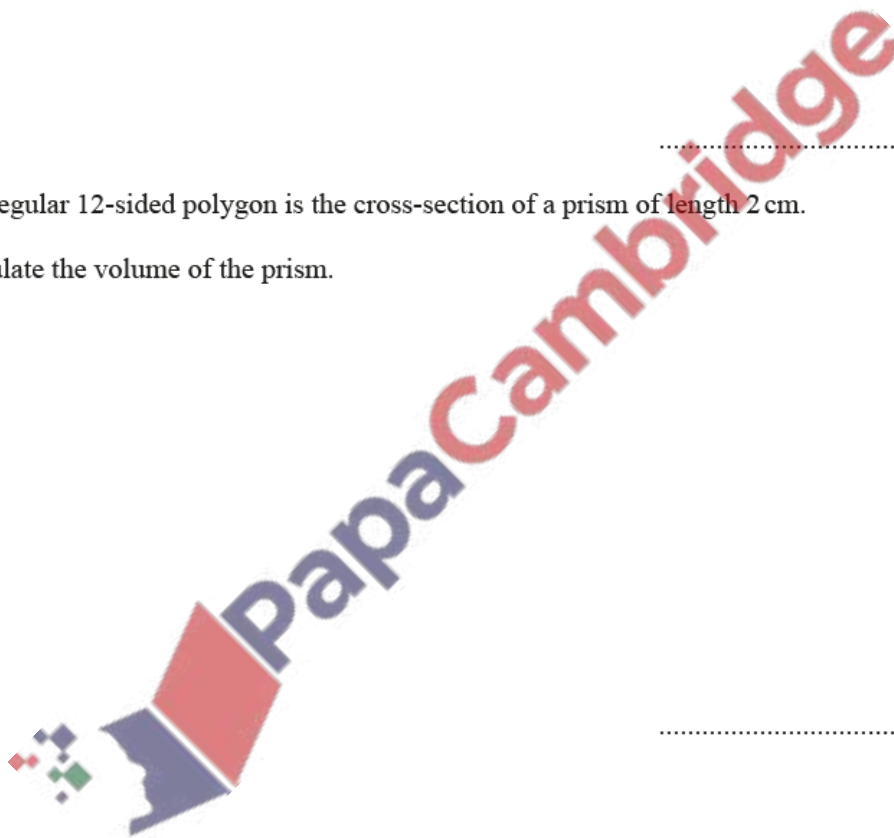 egular 12-sided polygon is the cross-section of a prism of length 2 cm.
ulate the volume of the prism.
PapaCambridge